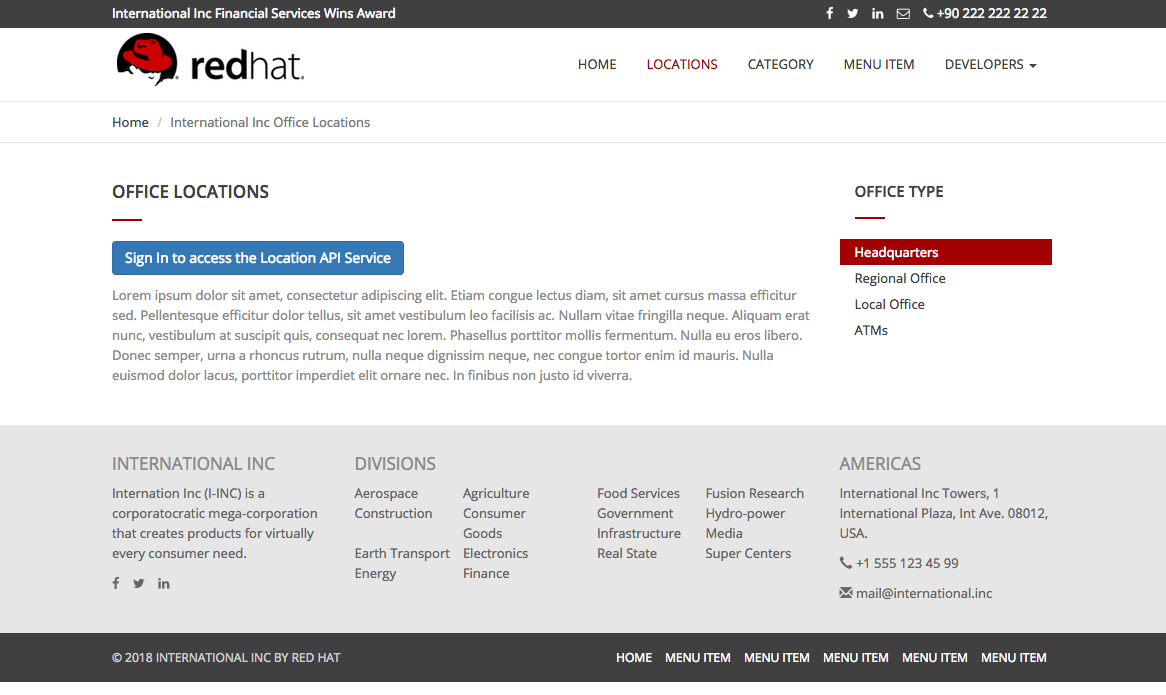 International Inc Financial Services Wins Award
+90 222 222 22 22
redhat.
HOME LOCATIONS CATEGORY MENU ITEM DEVELOPERS
Home / International Inc Office Locations
OFFICE LOCATIONS
Sign In to access the Location API Service
Lorem ipsum dolor sit amet, consectetur adipiscing elit. Etiam congue lectus diam, sit amet cursus massa efficitur
sed. Pellentesque efficitur dolor tellus, sit amet vestibulum leo facilisis ac. Nullam vitae fringilla neque. Aliquam erat
nunc, vestibulum at suscipit quis, consequat nec lorem. Phasellus porttitor mollis fermentum. Nulla eu eros libero.
Donec semper, urna a rhoncus rutrum, nulla neque dignissim neque, nec congue tortor enim id mauris. Nulla
euismod dolor lacus, porttitor imperdiet elit ornare nec. In finibus non justo id viverra.
OFFICE TYPE
Headquarters
Regional Office
Local Office
ATMs
INTERNATIONAL INC
Internation Inc (I-INC) is a
corporatocratic mega-corporation
that creates products for virtually
every consumer need.
DIVISIONS
Aerospace
Construction
Earth Transport
Energy
Agriculture
Consumer
Goods
Electronics
Finance
Food Services
Government
Infrastructure
Real State
Fusion Research
Hydro-power
Media
Super Centers
AMERICAS
International Inc Towers, 1
International Plaza, Int Ave. 08012,
USA.
+1 555 123 45 99
mail@international.inc
© 2018 INTERNATIONAL INC BY RED HAT
HOME MENU ITEM MENU ITEM MENU ITEM MENU ITEM MENU ITEM